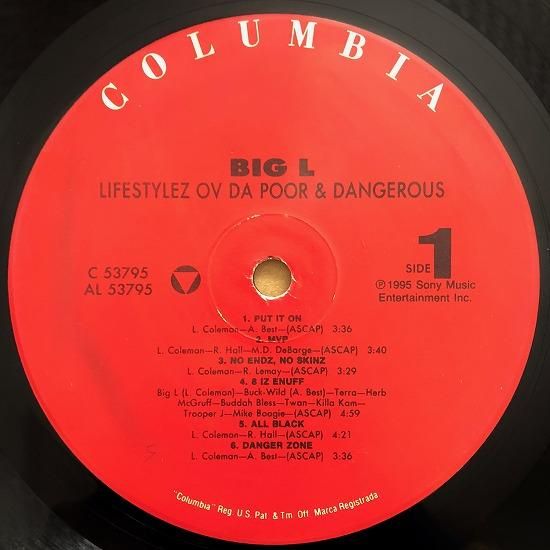 COLUMBIA
BIG L
LIFESTYLEZ OV DA POOR & DANGEROUS
C 53795
AL 53795
SIDE 1
℗ 1995 Sony Music
Entertainment Inc.
1. PUT IT ON
L. Coleman—A. Best—(ASCAP) 3:36
2. MVP
L. Coleman—R. Hall—M.D. DeBarge—(ASCAP) 3:40
3. NO ENDZ, NO SKINZ
L. Coleman—R. Lemay—(ASCAP) 3:29
4. 8 IZ ENUFF
Big L (L. Coleman)—Buck-Wild (A. Best)—Terra—Herb
McGruff—Buddah Bless—Twan—Killa Kam—
Trooper J—Mike Boogie—(ASCAP) 4:59
5. ALL BLACK
L. Coleman—R. Hall—(ASCAP) 4:21
6. DANGER ZONE
L. Coleman—A. Best—(ASCAP) 3:36
"Columbia" Reg. U.S. Pat. & Tm. Off. Marca Registrada